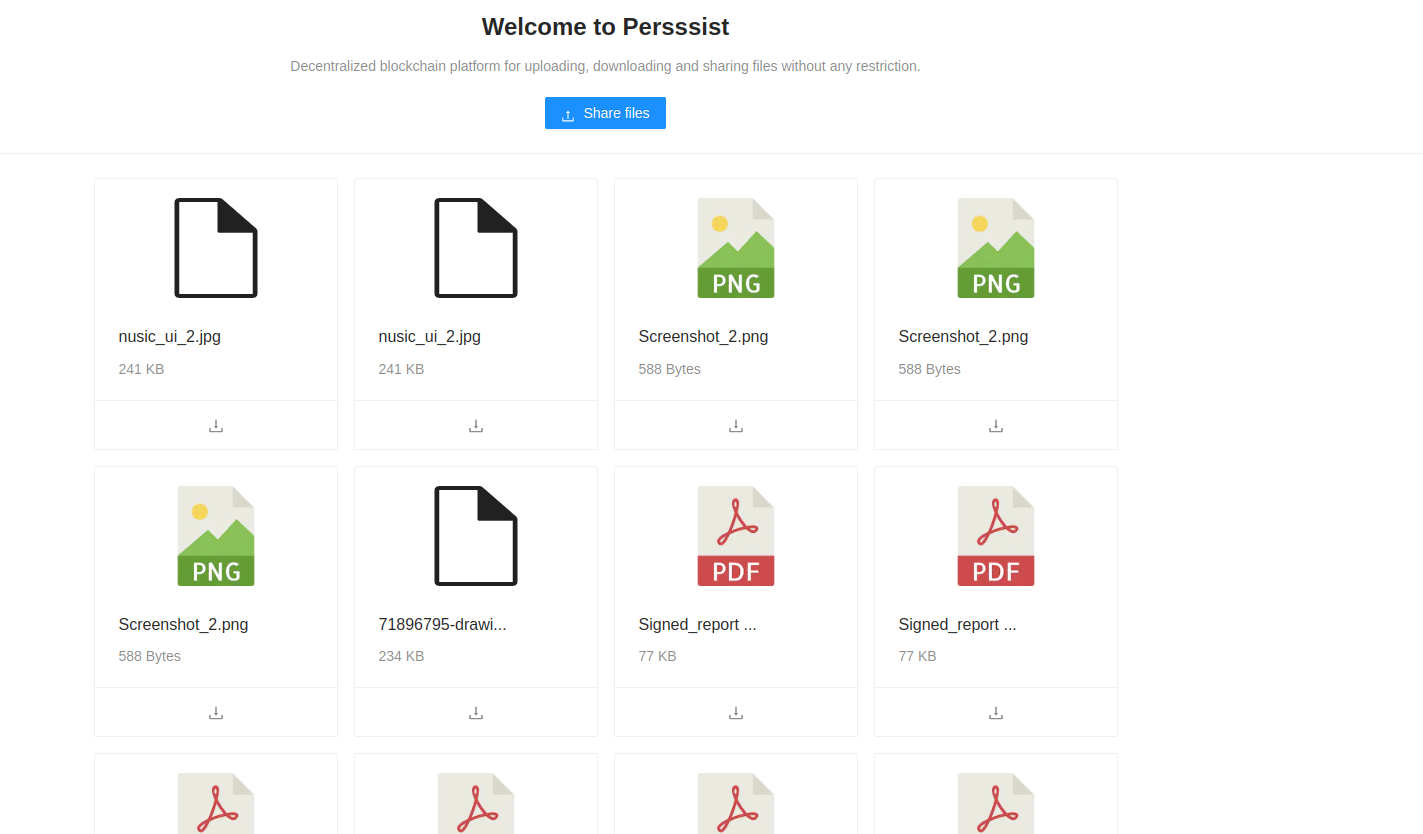 Welcome to Persssist
Decentralized blockchain platform for uploading, downloading and sharing files without any restriction.
Share files
PNG
PNG
nusic_ui_2.jpg
nusic_ui_2.jpg
Screenshot_2.png
Screenshot_2.png
241 KB
241 KB
588 Bytes
588 Bytes
PNG
PDF
PDF
Screenshot_2.png
71896795-drawi...
Signed_report ...
Signed_report ...
588 Bytes
234 KB
77 KB
77 KB